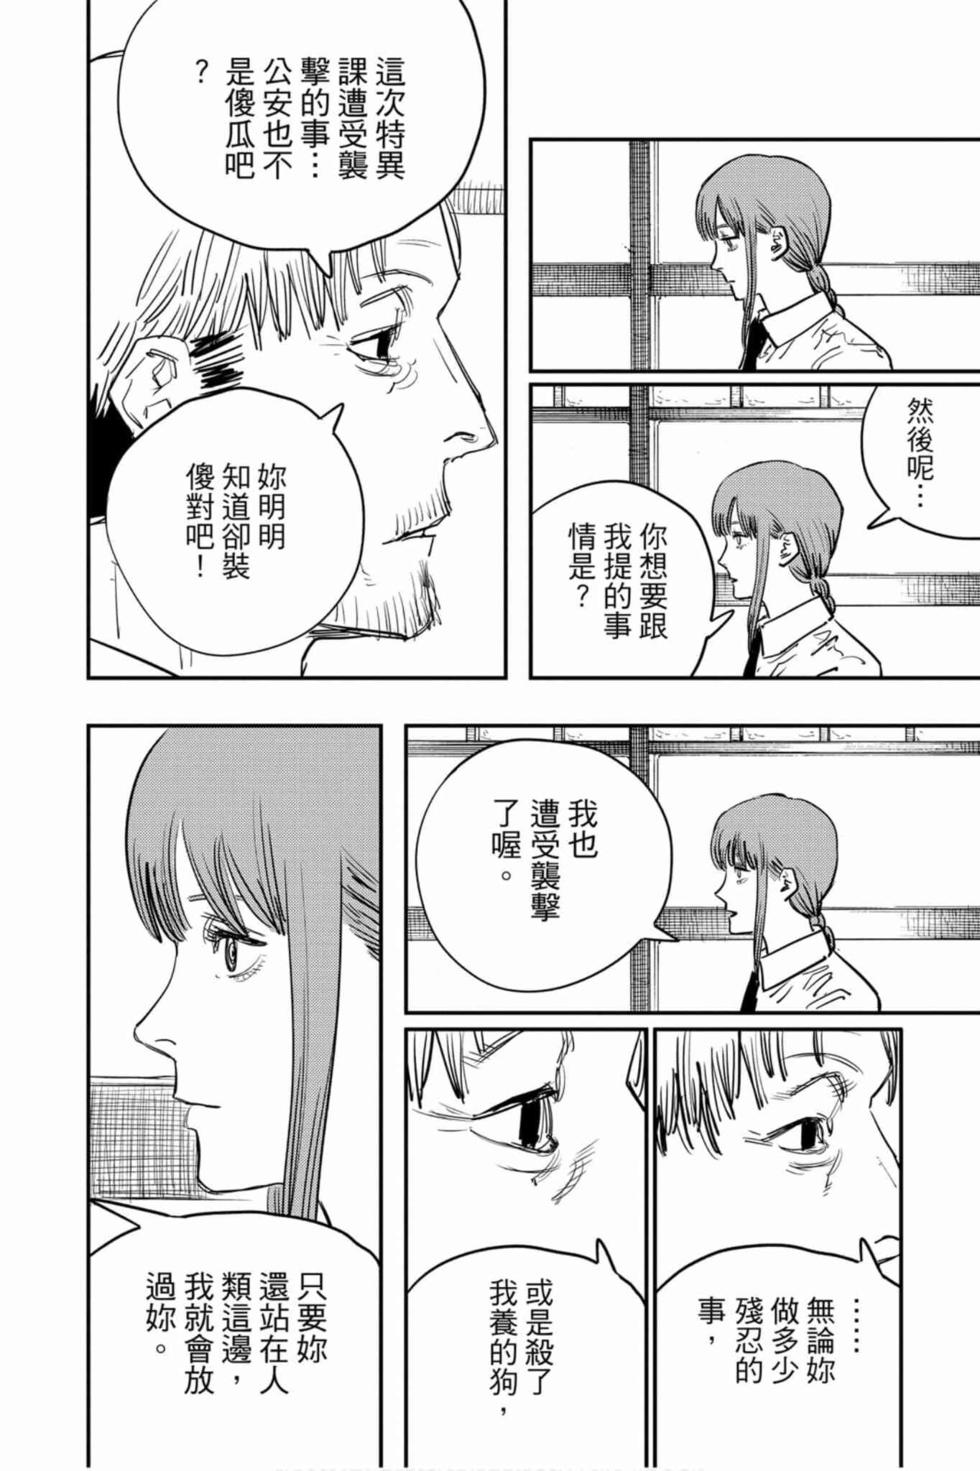 然後呢…
你想要跟
我提的事
情是？
這次特異
課遭受襲
擊的事…
公安也不
是傻瓜吧
？
妳明明
知道卻裝
傻對吧！
我也
遭受襲擊
了喔。
……
無論妳
做多少
殘忍的
事，
或是殺了
我養的狗，
只要妳
還站在人
類這邊，
我就會放
過妳。